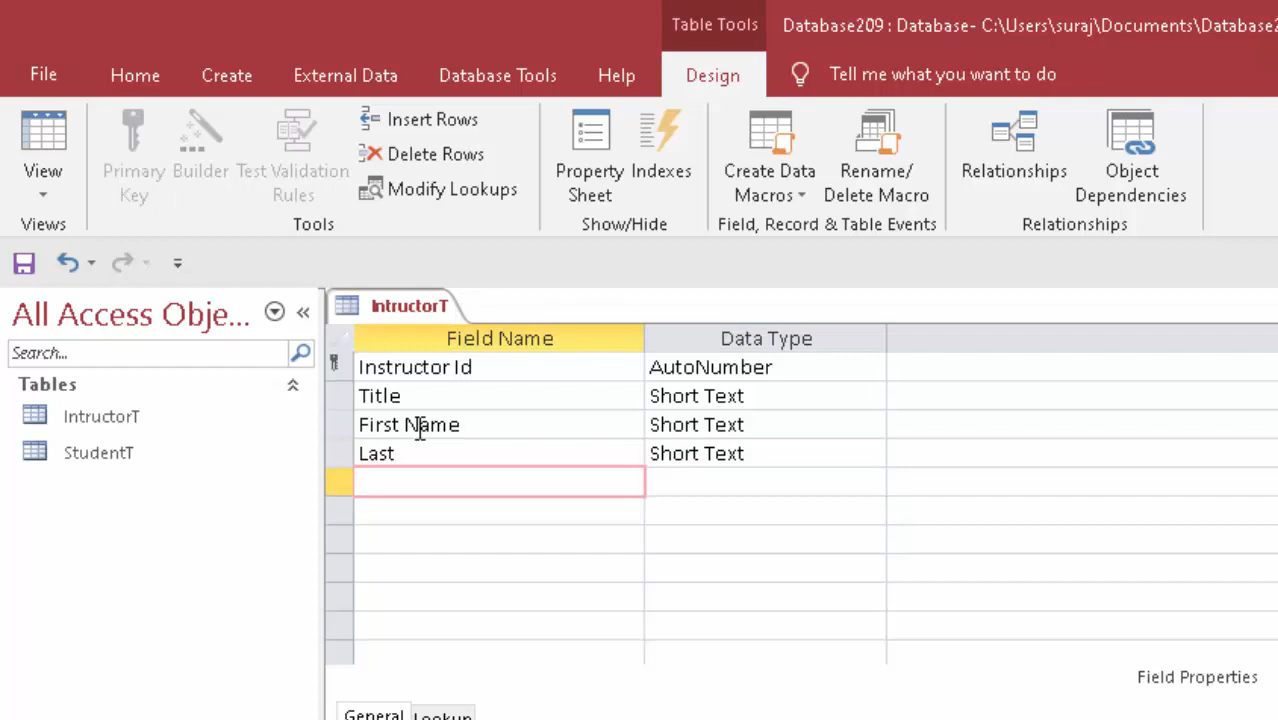 Table Tools
Database209 : Database- C:\Users\suraj\Documents\Database2
File Home Create External Data Database Tools Help Design Tell me what you want to do
View
Primary Key
Builder
Test Validation Rules
Insert Rows
Delete Rows
Modify Lookups
Property Sheet
Indexes
Create Data Macros
Rename/ Delete Macro
Relationships
Object Dependencies
Views Tools Show/Hide Field, Record & Table Events Relationships
All Access Obje...
Search...
Tables
IntructorT
StudentT
IntructorT
Field Name Data Type
Instructor Id AutoNumber
Title Short Text
First Name Short Text
Last Short Text
Field Properties
General Lookup